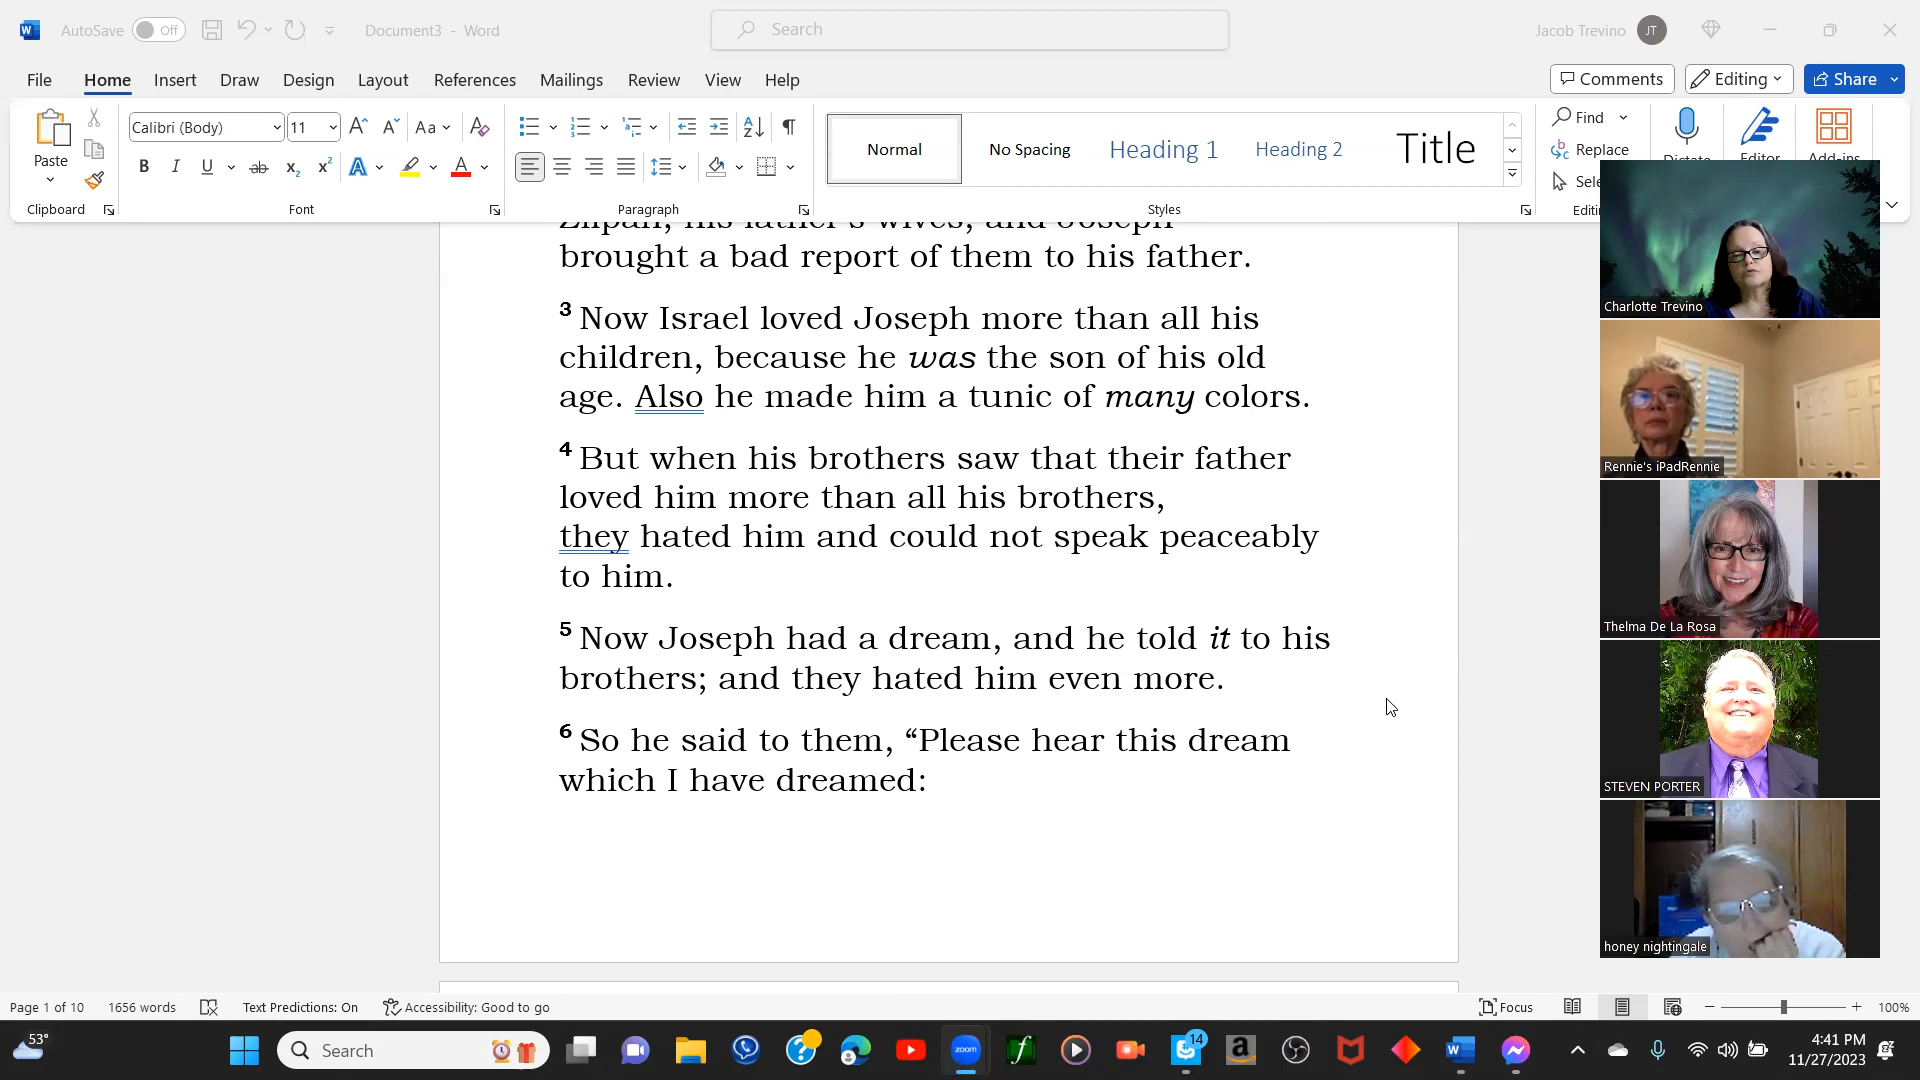 AutoSave Off Document3 - Word Search Jacob Trevino JT
File Home Insert Draw Design Layout References Mailings Review View Help Comments Editing Share
Paste Calibri (Body) 11 Aa Normal No Spacing Heading 1 Heading 2 Title Find
Replace
Clipboard Font Paragraph Styles
brought a bad report of them to his father.
3 Now Israel loved Joseph more than all his
children, because he was the son of his old
age. Also he made him a tunic of many colors.
4 But when his brothers saw that their father
loved him more than all his brothers,
they hated him and could not speak peaceably
to him.
5 Now Joseph had a dream, and he told it to his
brothers; and they hated him even more.
6 So he said to them, “Please hear this dream
which I have dreamed:
Charlotte Trevino
Rennie's iPadRennie
Thelma De La Rosa
STEVEN PORTER
honey nightingale
Page 1 of 10 1656 words Text Predictions: On Accessibility: Good to go Focus 100%
53° Search zoom 14 4:41 PM
11/27/2023